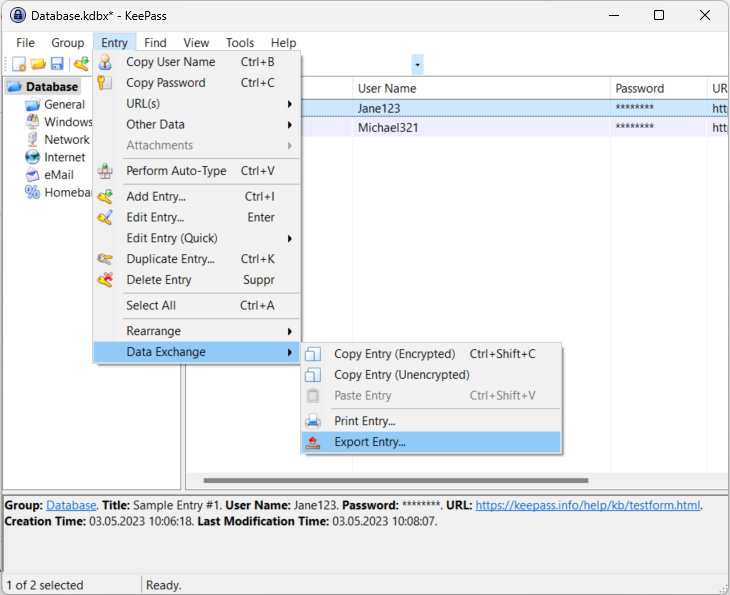 Database.kdbx* - KeePass
File Group Entry Find View Tools Help
Database
General
Windows
Network
Internet
eMail
Homeba
Copy User Name Ctrl+B
Copy Password Ctrl+C
URL(s)
Other Data
Attachments
Perform Auto-Type Ctrl+V
Add Entry... Ctrl+I
Edit Entry... Enter
Edit Entry (Quick)
Duplicate Entry... Ctrl+K
Delete Entry Suppr
Select All Ctrl+A
Rearrange
Data Exchange
User Name Password UR
Jane123 ******** htt
Michael321 ******** htt
Copy Entry (Encrypted) Ctrl+Shift+C
Copy Entry (Unencrypted)
Paste Entry Ctrl+Shift+V
Print Entry...
Export Entry...
Group: Database. Title: Sample Entry #1. User Name: Jane123. Password: ********. URL: https://keepass.info/help/kb/testform.html.
Creation Time: 03.05.2023 10:06:18. Last Modification Time: 03.05.2023 10:08:07.
1 of 2 selected Ready.